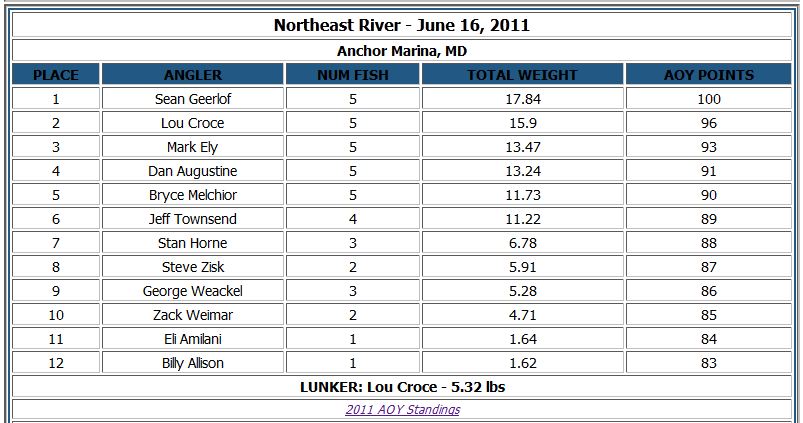 Northeast River - June 16, 2011
Anchor Marina, MD
PLACE ANGLER NUM FISH TOTAL WEIGHT AOY POINTS
1 Sean Geerlof 5 17.84 100
2 Lou Croce 5 15.9 96
3 Mark Ely 5 13.47 93
4 Dan Augustine 5 13.24 91
5 Bryce Melchior 5 11.73 90
6 Jeff Townsend 4 11.22 89
7 Stan Horne 3 6.78 88
8 Steve Zisk 2 5.91 87
9 George Weackel 3 5.28 86
10 Zack Weimar 2 4.71 85
11 Eli Amilani 1 1.64 84
12 Billy Allison 1 1.62 83
LUNKER: Lou Croce - 5.32 lbs
2011 AOY Standings